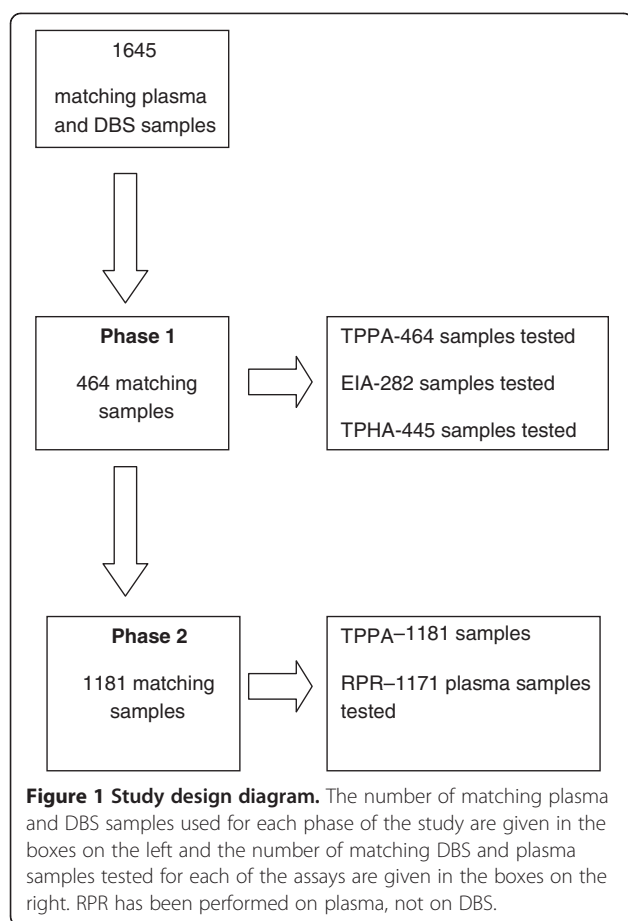 1645
matching plasma
and DBS samples
Phase 1
464 matching
samples
TPPA-464 samples tested
EIA-282 samples tested
TPHA-445 samples tested
Phase 2
1181 matching
samples
TPPA–1181 samples
RPR–1171 plasma samples
tested
Figure 1 Study design diagram. The number of matching plasma
and DBS samples used for each phase of the study are given in the
boxes on the left and the number of matching DBS and plasma
samples tested for each of the assays are given in the boxes on the
right. RPR has been performed on plasma, not on DBS.